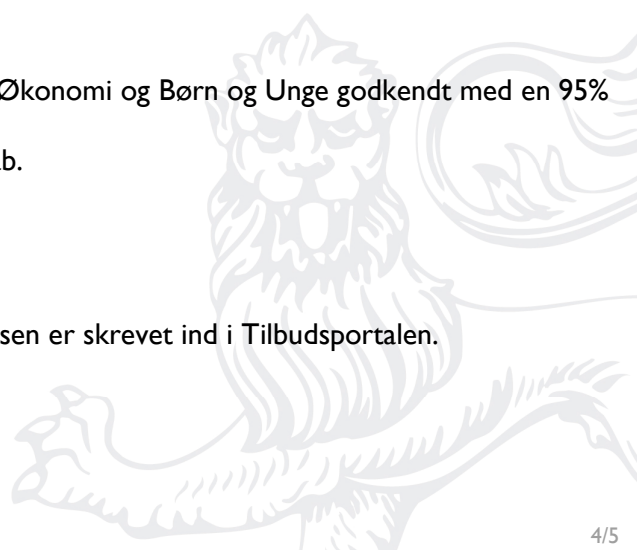 Økonomi og Børn og Unge godkendt med en 95%
b.
sen er skrevet ind i Tilbudsportalen.
4/5